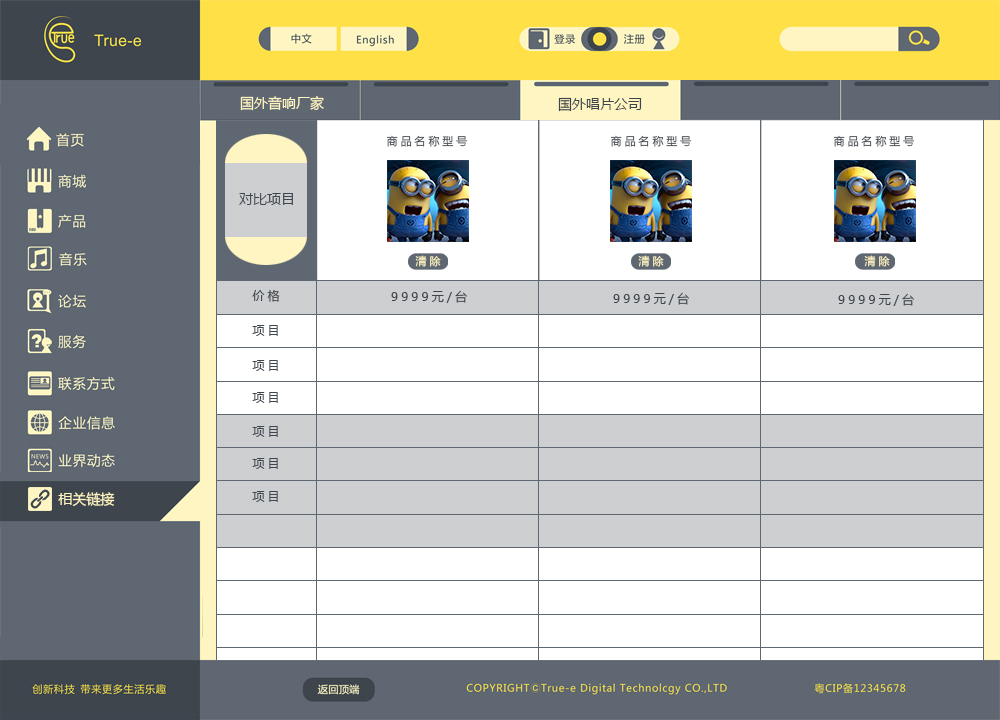 True
True-e
中文
English
登录
注册
国外音响厂家
国外唱片公司
首页
商城
产品
音乐
论坛
服务
联系方式
企业信息
NEWS
业界动态
相关链接
对比项目
商品名称型号
商品名称型号
商品名称型号
清除
清除
清除
价格
9999元/台
9999元/台
9999元/台
项目
项目
项目
项目
项目
项目
创新科技 带来更多生活乐趣
返回顶端
COPYRIGHT©True-e Digital Technolcgy CO.,LTD
粤CIP备12345678